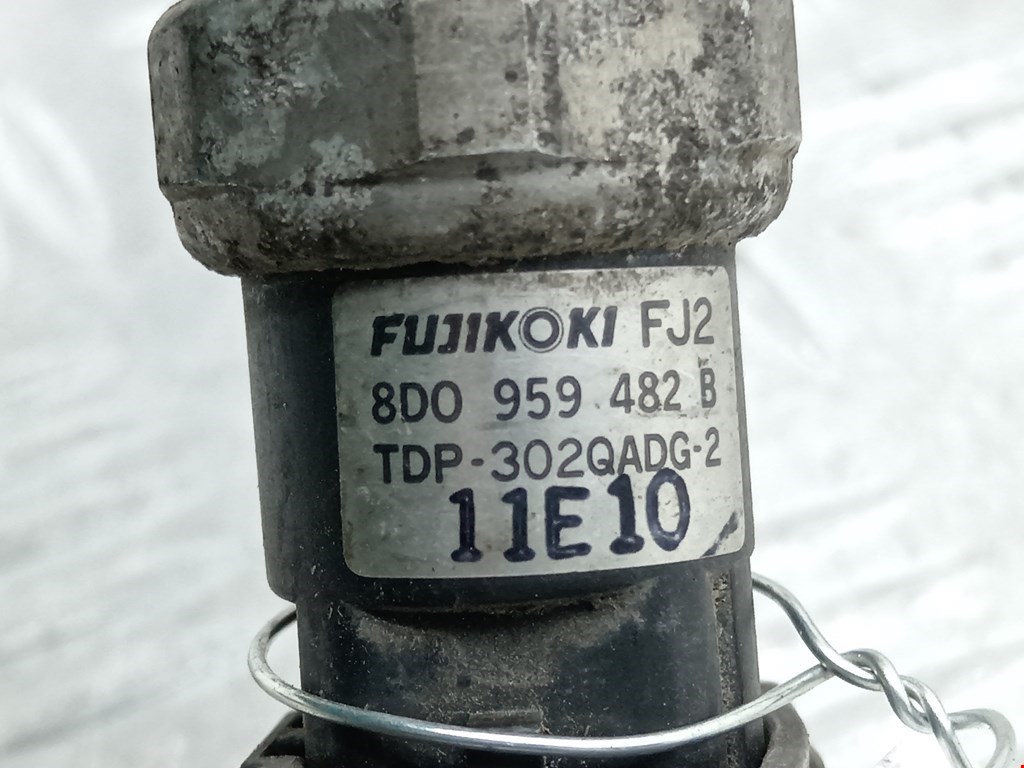 FUJIKOKI FJ2
8D0 959 482 B
TDP-302QADG-2
11E10